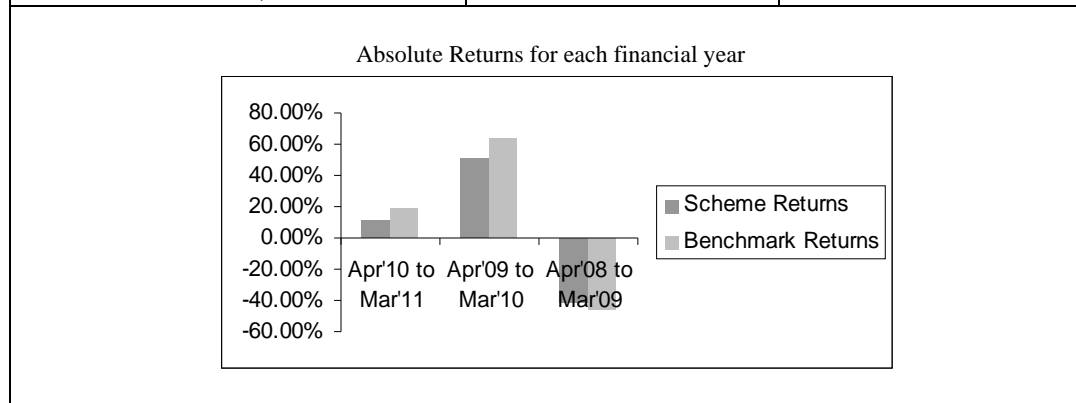 Absolute Returns for each financial year
80.00%
60.00%
40.00%
20.00%
0.00%
-20.00%
-40.00%
-60.00%
Apr'10 to
Mar'11
Apr'09 to
Mar'10
Apr'08 to
Mar'09
Scheme Returns
Benchmark Returns